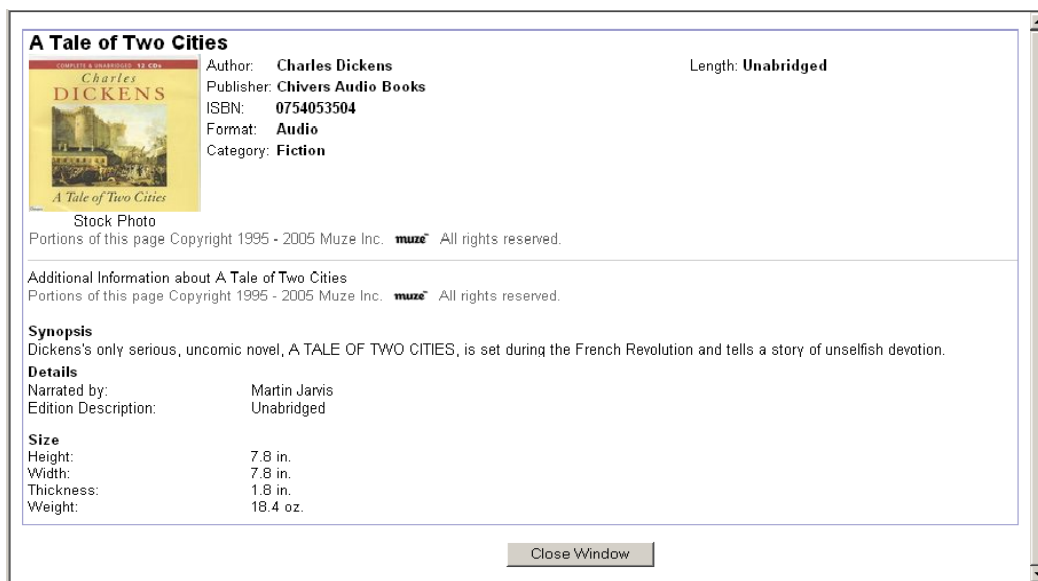 A Tale of Two Cities
COMPLETE & UNABRIDGED 12 CDs
Charles
DICKENS
A Tale of Two Cities
Stock Photo
Author: Charles Dickens
Length: Unabridged
Publisher: Chivers Audio Books
ISBN: 0754053504
Format: Audio
Category: Fiction
Portions of this page Copyright 1995 - 2005 Muze Inc. muze™ All rights reserved.
Additional Information about A Tale of Two Cities
Portions of this page Copyright 1995 - 2005 Muze Inc. muze™ All rights reserved.
Synopsis
Dickens's only serious, uncomic novel, A TALE OF TWO CITIES, is set during the French Revolution and tells a story of unselfish devotion.
Details
Narrated by: Martin Jarvis
Edition Description: Unabridged
Size
Height: 7.8 in.
Width: 7.8 in.
Thickness: 1.8 in.
Weight: 18.4 oz.
Close Window